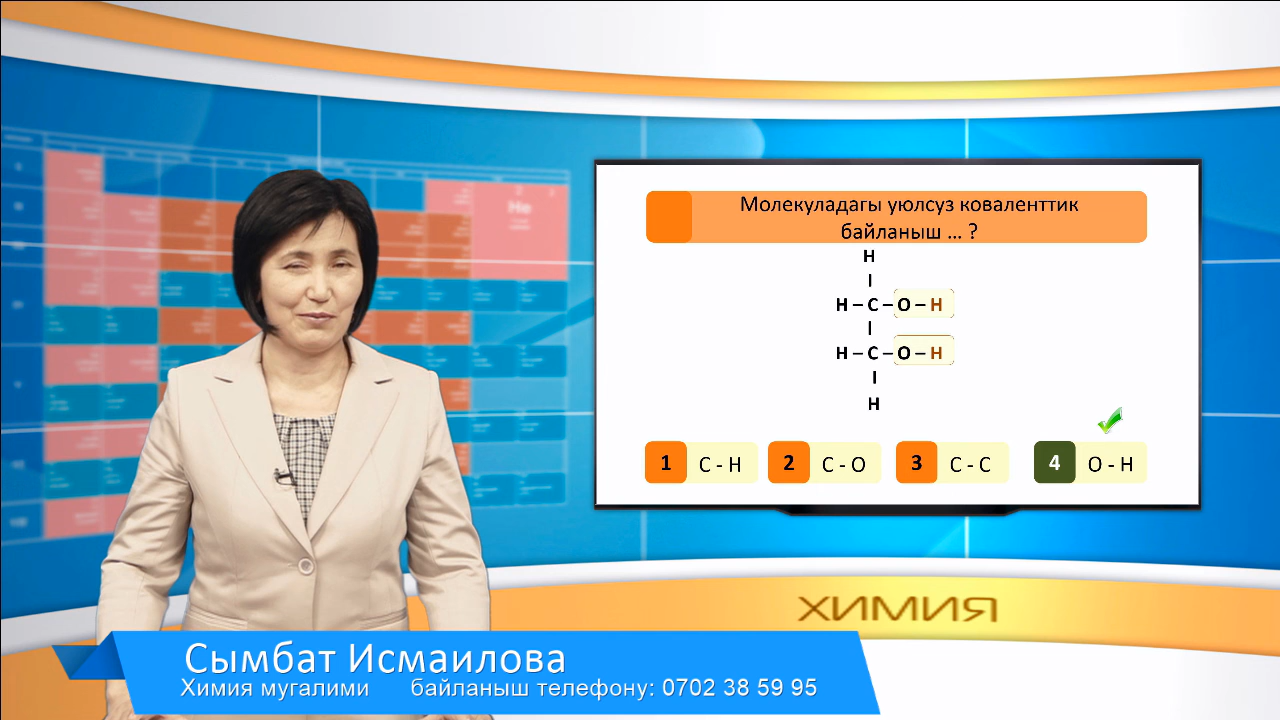 He
Молекуладагы уюлсуз коваленттик
байланыш ... ?
H
I
H – C – O – H
I
H – C – O – H
I
H
1 C - H 2 C - O 3 C - C 4 O - H
ХИМИЯ
Сымбат Исмаилова
Химия мугалими байланыш телефону: 0702 38 59 95